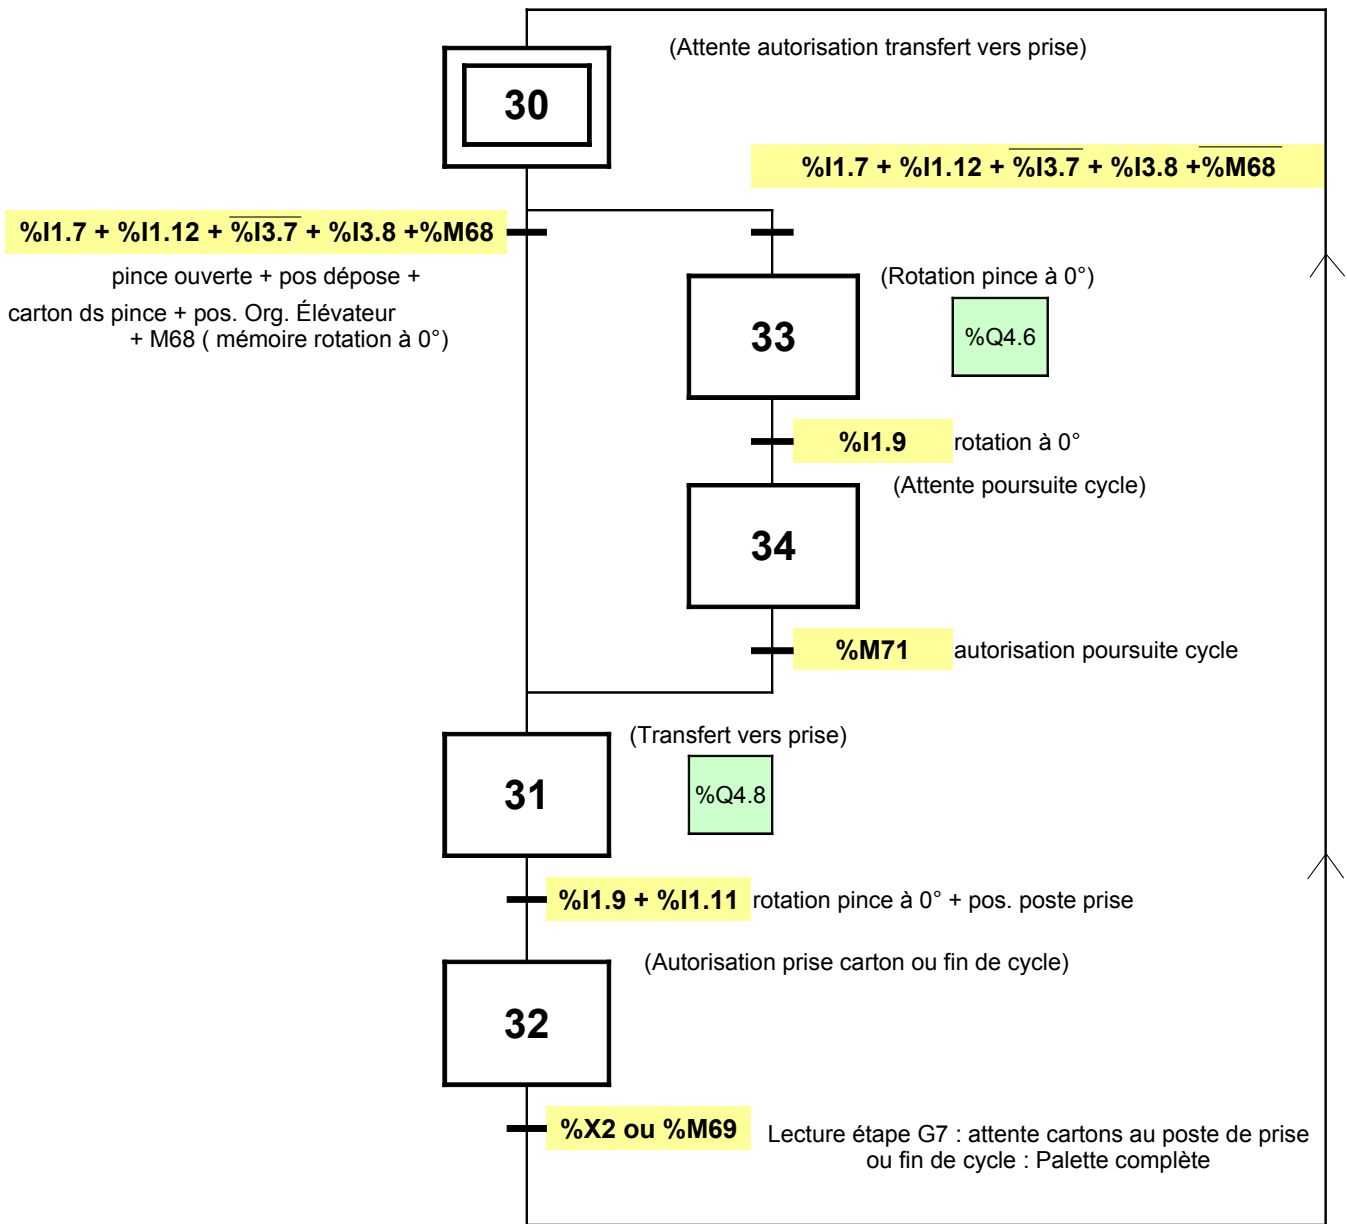 (Attente autorisation transfert vers prise)
30
%I1.7 + %I1.12 + %I3.7 + %I3.8 +%M68
%I1.7 + %I1.12 + %I3.7 + %I3.8 +%M68
pince ouverte + pos dépose +
carton ds pince + pos. Org. Élévateur
+ M68 ( mémoire rotation à 0°)
(Rotation pince à 0°)
33
%Q4.6
%I1.9 rotation à 0°
(Attente poursuite cycle)
34
%M71 autorisation poursuite cycle
(Transfert vers prise)
31
%Q4.8
%I1.9 + %I1.11 rotation pince à 0° + pos. poste prise
(Autorisation prise carton ou fin de cycle)
32
%X2 ou %M69 Lecture étape G7 : attente cartons au poste de prise
ou fin de cycle : Palette complète